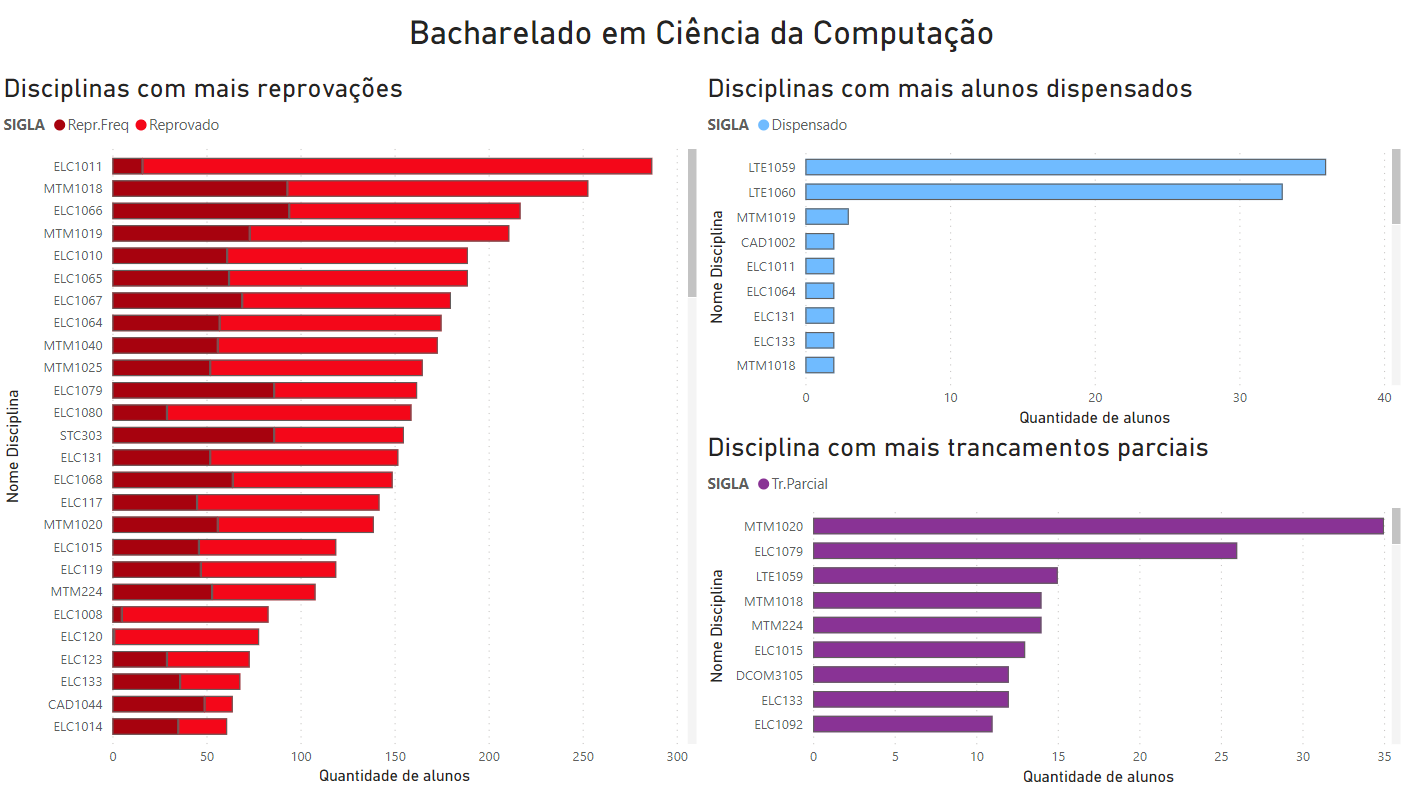 Bacharelado em Ciência da Computação
Disciplinas com mais reprovações
SIGLA Repr.Freq Reprovado
Nome Disciplina
ELC1011
MTM1018
ELC1066
MTM1019
ELC1010
ELC1065
ELC1067
ELC1064
MTM1040
MTM1025
ELC1079
ELC1080
STC303
ELC131
ELC1068
ELC117
MTM1020
ELC1015
ELC119
MTM224
ELC1008
ELC120
ELC123
ELC133
CAD1044
ELC1014
0 50 100 150 200 250 300
Quantidade de alunos
Disciplinas com mais alunos dispensados
SIGLA Dispensado
Nome Disciplina
LTE1059
LTE1060
MTM1019
CAD1002
ELC1011
ELC1064
ELC131
ELC133
MTM1018
0 10 20 30 40
Quantidade de alunos
Disciplina com mais trancamentos parciais
SIGLA Tr.Parcial
Nome Disciplina
MTM1020
ELC1079
LTE1059
MTM1018
MTM224
ELC1015
DCOM3105
ELC133
ELC1092
0 5 10 15 20 25 30 35
Quantidade de alunos